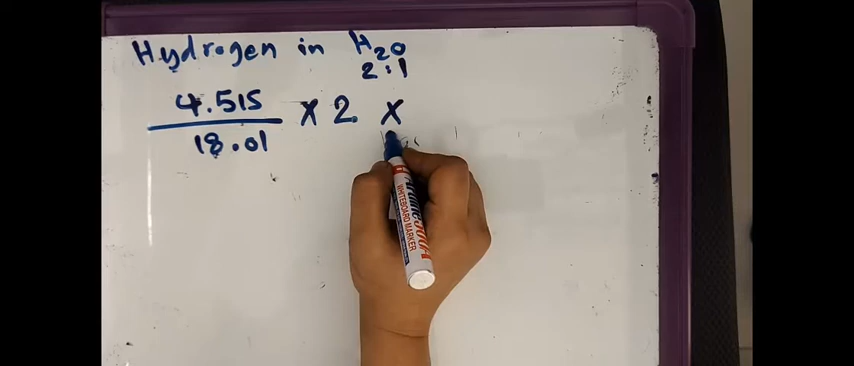 Hydrogen in H2O
2:1
4.515 x 2 x
18.01
WHITEBOARD MARKER